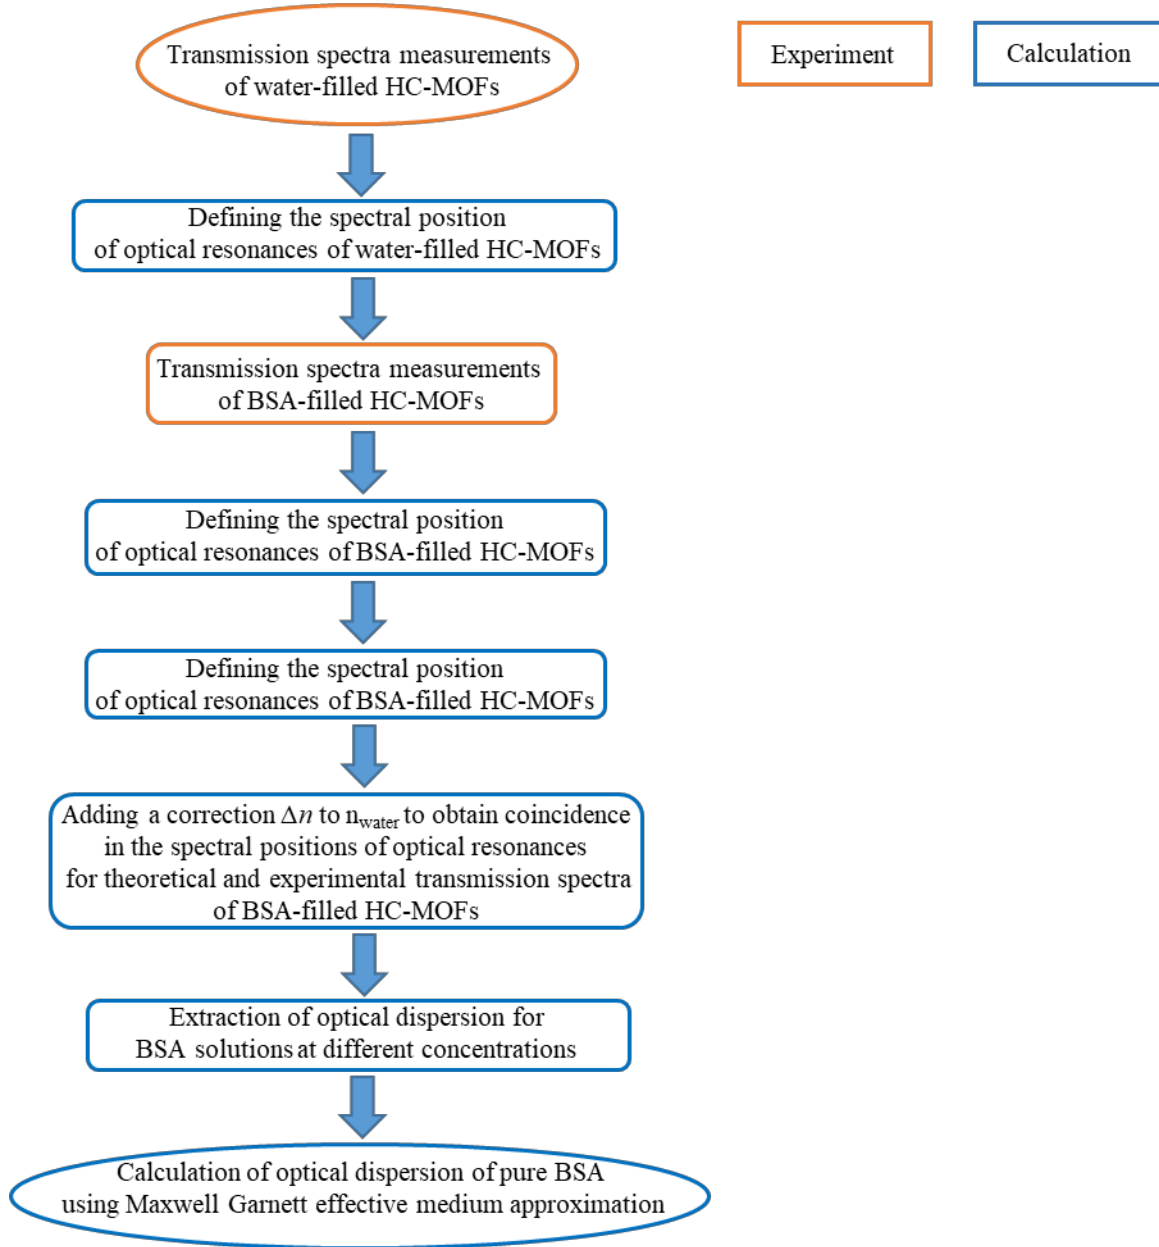 Transmission spectra measurements
of water-filled HC-MOFs
Experiment
Calculation
Defining the spectral position
of optical resonances of water-filled HC-MOFs
Transmission spectra measurements
of BSA-filled HC-MOFs
Defining the spectral position
of optical resonances of BSA-filled HC-MOFs
Defining the spectral position
of optical resonances of BSA-filled HC-MOFs
Adding a correction Δn to nwater to obtain coincidence
in the spectral positions of optical resonances
for theoretical and experimental transmission spectra
of BSA-filled HC-MOFs
Extraction of optical dispersion for
BSA solutions at different concentrations
Calculation of optical dispersion of pure BSA
using Maxwell Garnett effective medium approximation